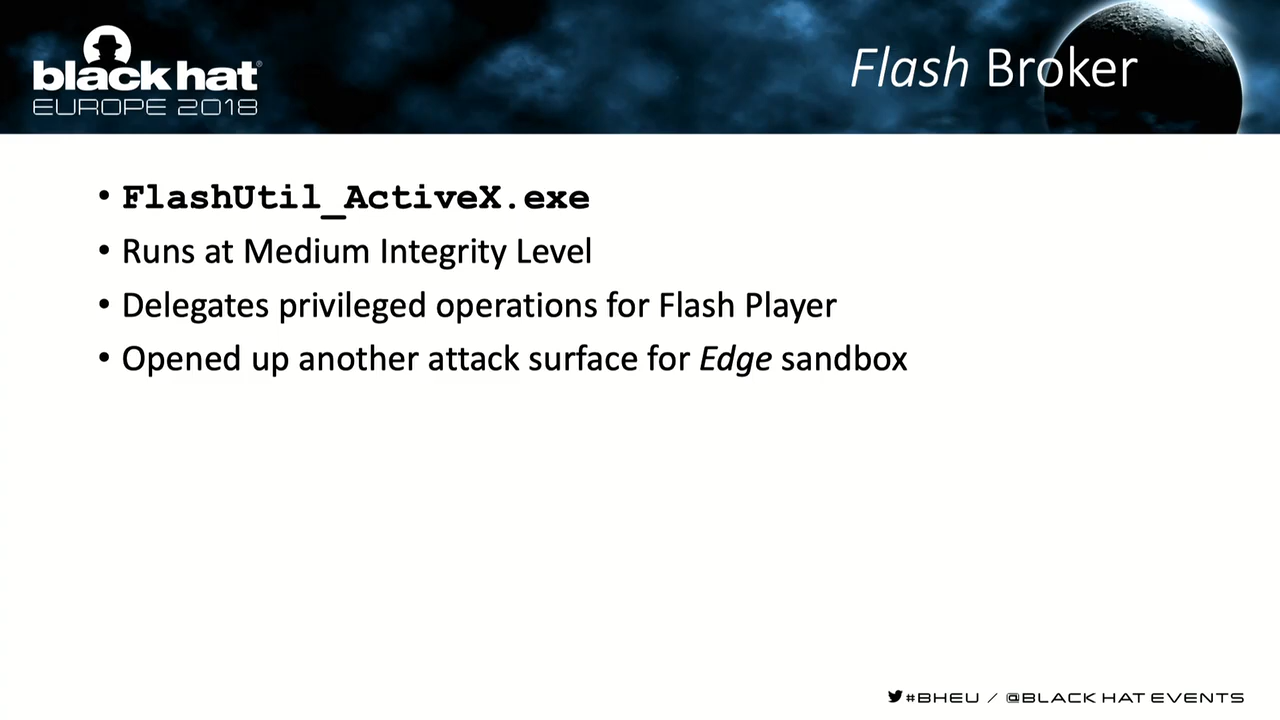 black hat®
EUROPE 2018
Flash Broker
• FlashUtil_ActiveX.exe
• Runs at Medium Integrity Level
• Delegates privileged operations for Flash Player
• Opened up another attack surface for Edge sandbox
#BHEU / @BLACK HAT EVENTS